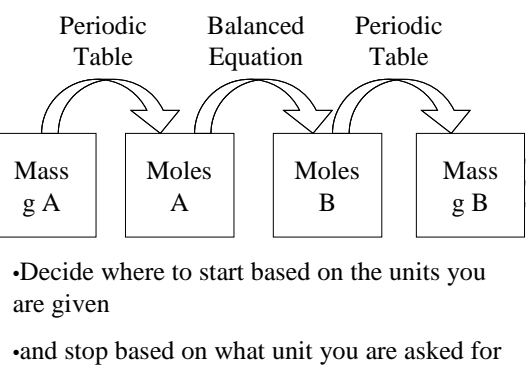 Periodic Table
Balanced Equation
Periodic Table
Mass g A
Moles A
Moles B
Mass g B
•Decide where to start based on the units you
are given
•and stop based on what unit you are asked for